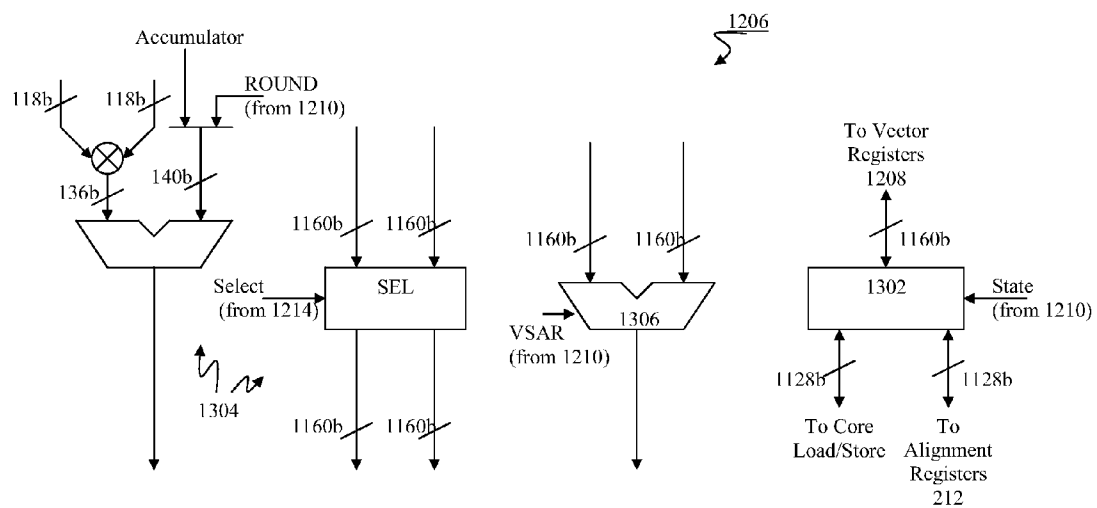 1206
Accumulator
ROUND
(from 1210)
118b
118b
136b
140b
1160b
1160b
Select
(from 1214)
SEL
1160b
1160b
1304
1160b
1160b
VSAR
(from 1210)
1306
To Vector
Registers
1208
1160b
1302
State
(from 1210)
1128b
1128b
To Core
Load/Store
To
Alignment
Registers
212